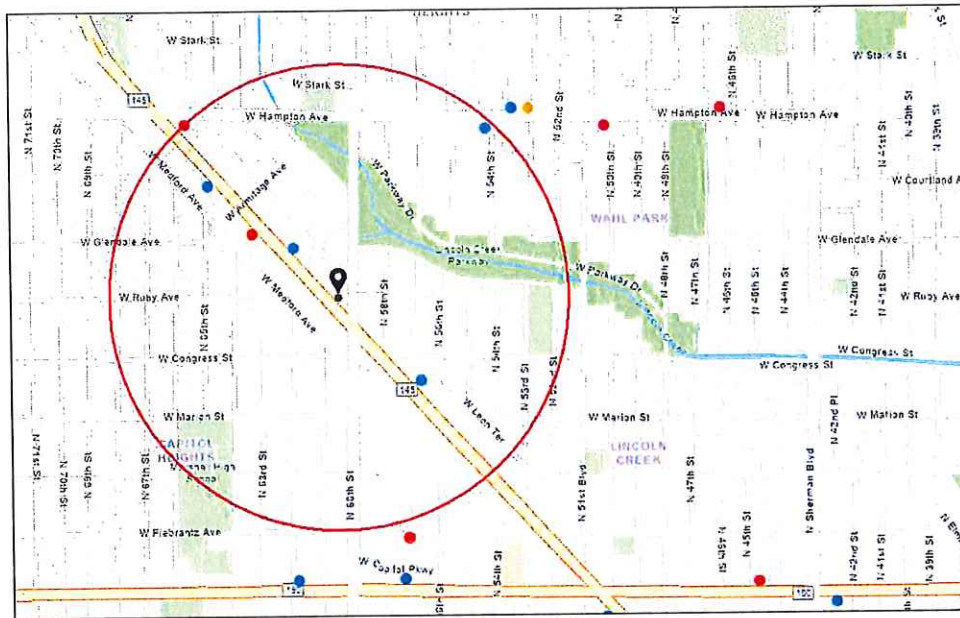 HEIGHTS
W Stark St
W Stark St...
W Stark St
145
W Hampton Ave
W Hampton Ave
W Hampton Ave
N 46th St
N 40th St
N 39th St
N 41st St
N 71st St
N 70th St
N 69th St
W Medford Ave
W Armitage Ave
N 54th St
N 52nd St
N 50th St
N 49th St
N 48th St
W Courtland A
W Parkway Dr
WAHL PARK
W Glendale Ave
W Glendale Ave
Lincoln Creek
Parkway
W Parkway Dr
N 48th St
N 47th St
W Ruby Ave
W Ruby Ave
N 65th St
W Medford Ave
N 58th St
N 56th St
N 54th St
N 53rd St
N 46th St
N 44th St
N 42nd St
N 41st St
W Congress St
W Congress St
W Congress St
145
W Leon Ter
W Marion St
W Marion St
W Marion St
N 42nd Pl
CAPITOL
HEIGHTS
School
LINCOLN
CREEK
N 71st St
N 70th St
N 69th St
N 67th St
N 63rd St
N 60th St
N 51st Blvd
N 47th St
N Sherman Blvd
N 45th St
N 42nd St
N 41st St
N 39th St
W Fiebrantz Ave
W Capitol Pkwy
N 54th St
190
190